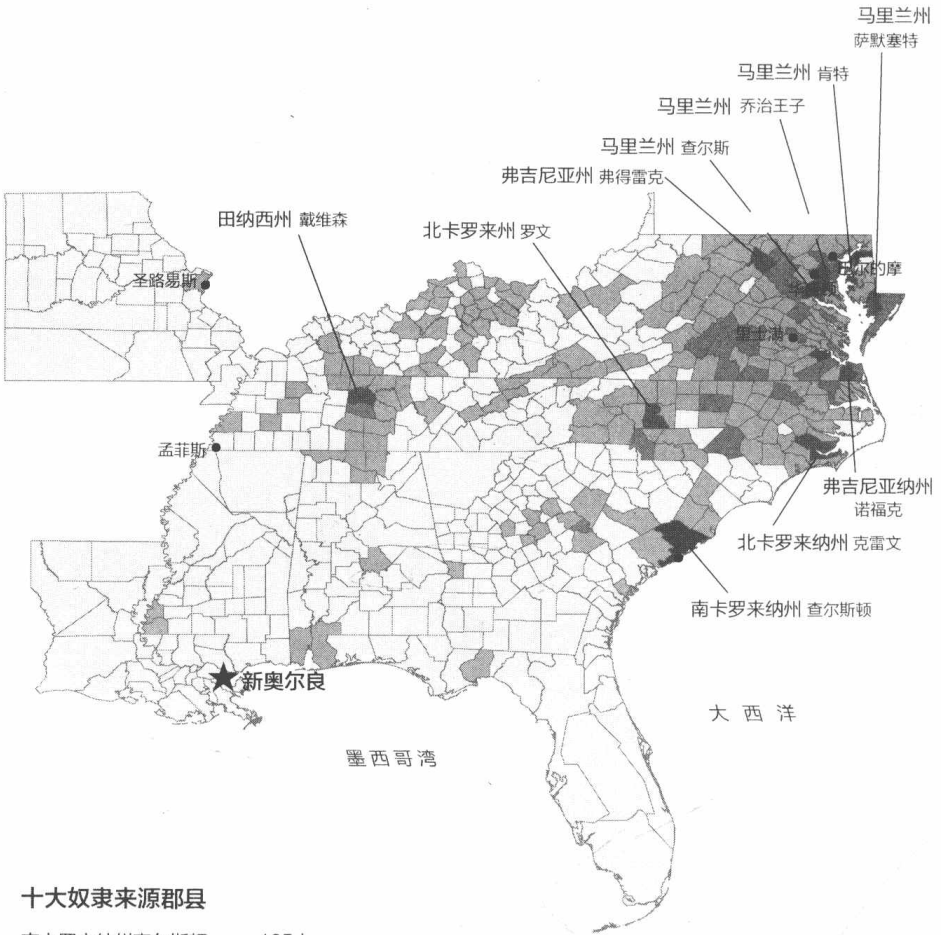 马里兰州
萨默塞特
马里兰州 肯特
马里兰州 乔治王子
马里兰州 查尔斯
弗吉尼亚州 弗得雷克
田纳西州 戴维森
北卡罗来州 罗文
圣路易斯
尔的摩
里士满
孟菲斯
弗吉尼亚纳州
诺福克
北卡罗来纳州 克雷文
南卡罗来纳州 查尔斯顿
新奥尔良
大西洋
墨西哥湾
十大奴隶来源郡县